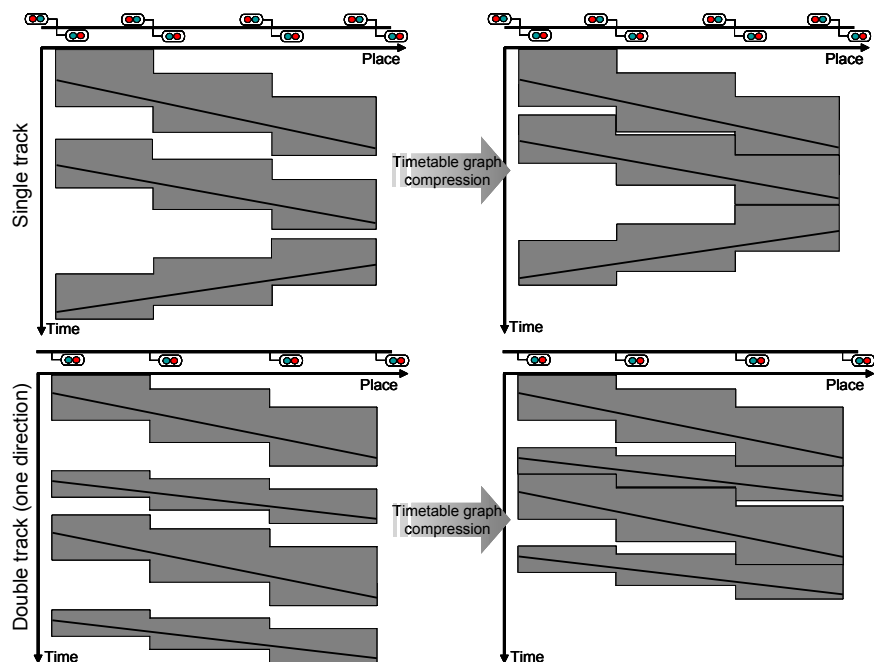 Place
Place
Single track
Timetable graph
compression
Time
Time
Place
Place
Double track (one direction)
Timetable graph
compression
Time
Time